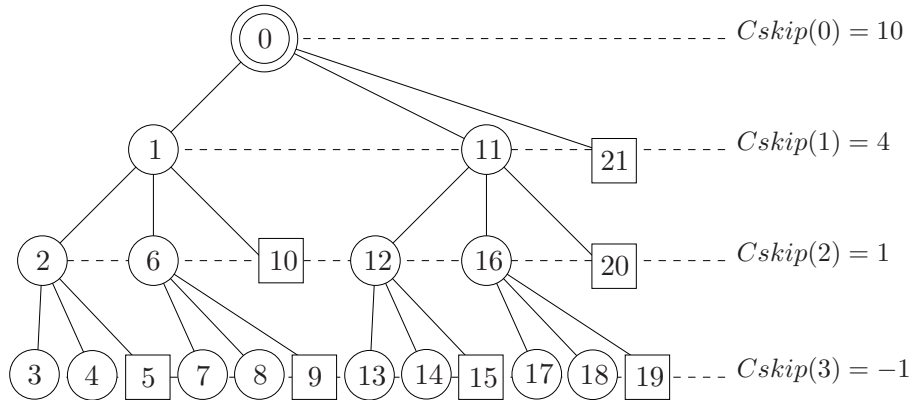 0 Cskip(0) = 10
1 11 21 Cskip(1) = 4
2 6 10 12 16 20 Cskip(2) = 1
3 4 5 7 8 9 13 14 15 17 18 19 Cskip(3) = −1